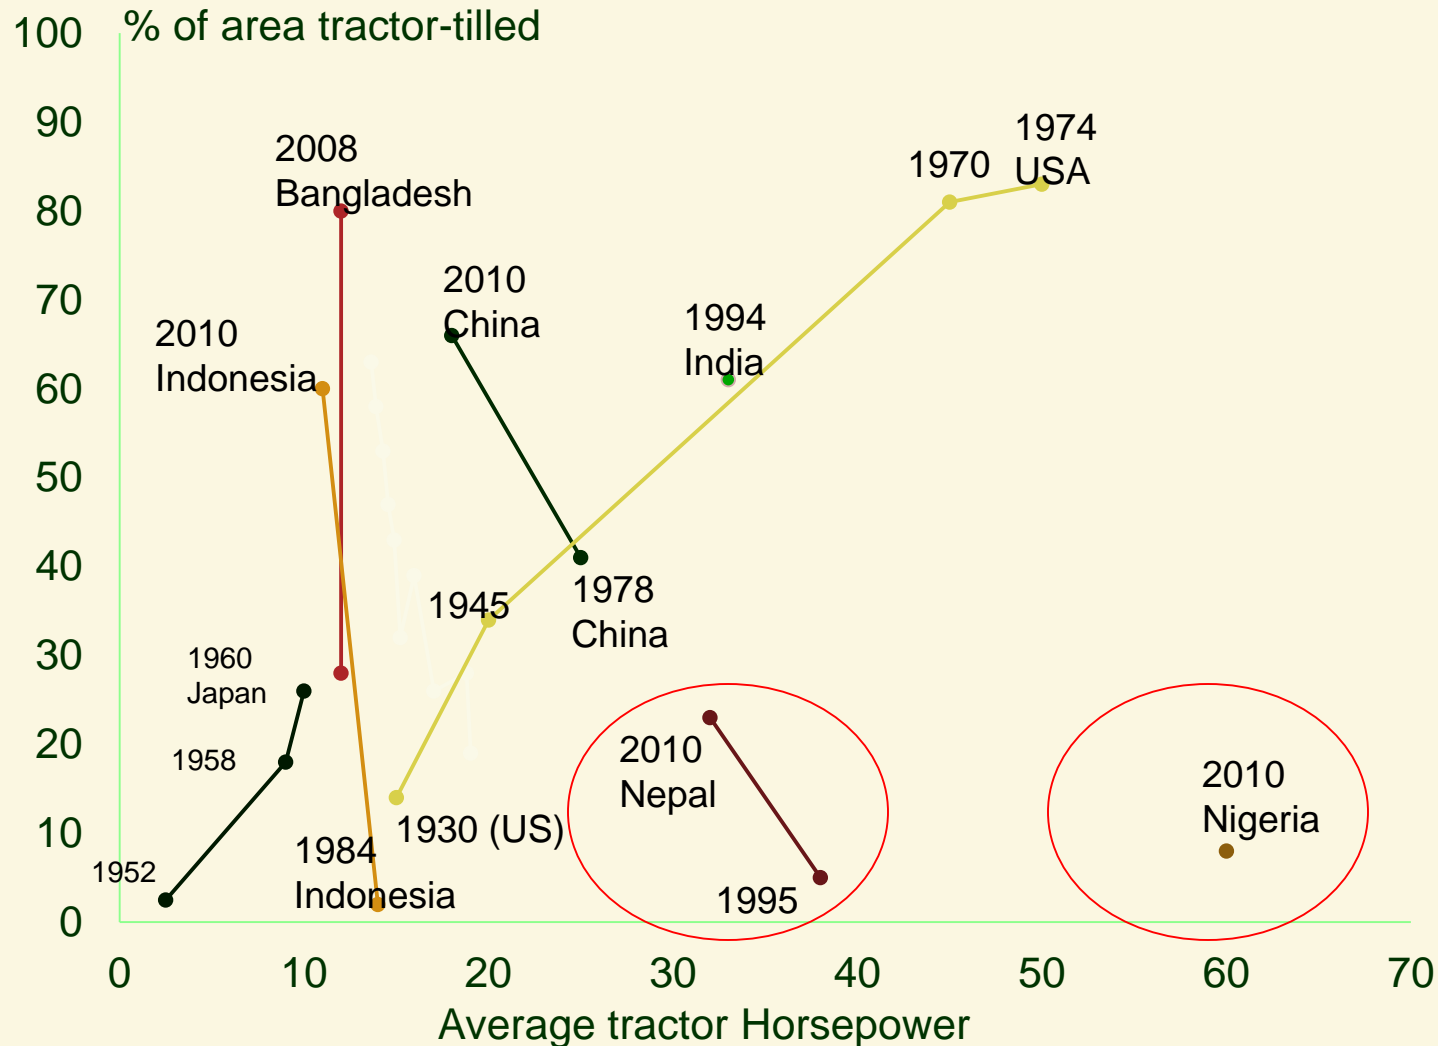 % of area tractor-tilled
100
90
80
70
60
50
40
30
20
10
0
2008
Bangladesh
1974
USA
1970
2010
China
1994
India
2010
Indonesia
1945
1978
China
1960
Japan
1958
1952
1930 (US)
1984
Indonesia
2010
Nepal
1995
2010
Nigeria
0 10 20 30 40 50 60 70
Average tractor Horsepower